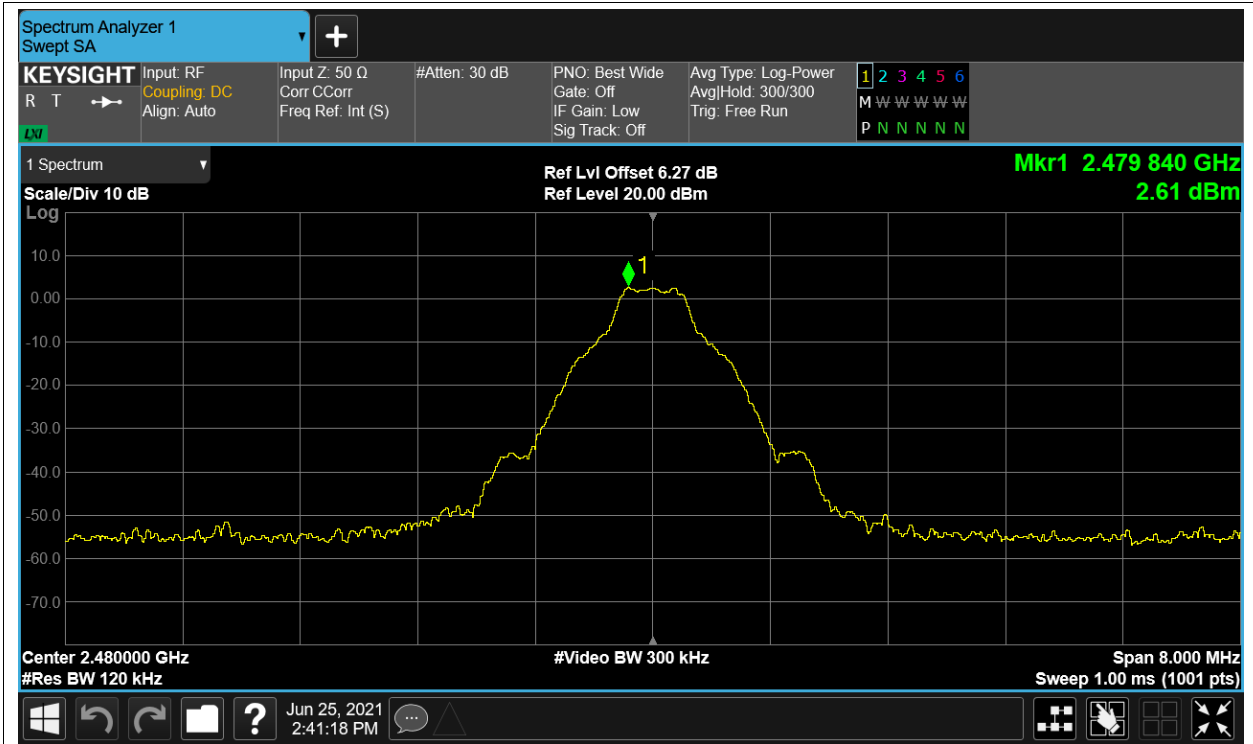 Spectrum Analyzer 1
Swept SA
KEYSIGHT
R T
LXI
Input: RF
Coupling: DC
Align: Auto
Input Z: 50 Ω
Corr CCorr
Freq Ref: Int (S)
#Atten: 30 dB
PNO: Best Wide
Gate: Off
IF Gain: Low
Sig Track: Off
Avg Type: Log-Power
Avg|Hold: 300/300
Trig: Free Run
1 2 3 4 5 6
M W W W W W
P N N N N N
1 Spectrum
Scale/Div 10 dB
Log
Ref Lvl Offset 6.27 dB
Ref Level 20.00 dBm
Mkr1 2.479 840 GHz
2.61 dBm
1
10.0
0.00
-10.0
-20.0
-30.0
-40.0
-50.0
-60.0
-70.0
Center 2.480000 GHz
#Res BW 120 kHz
#Video BW 300 kHz
Span 8.000 MHz
Sweep 1.00 ms (1001 pts)
?
Jun 25, 2021
2:41:18 PM